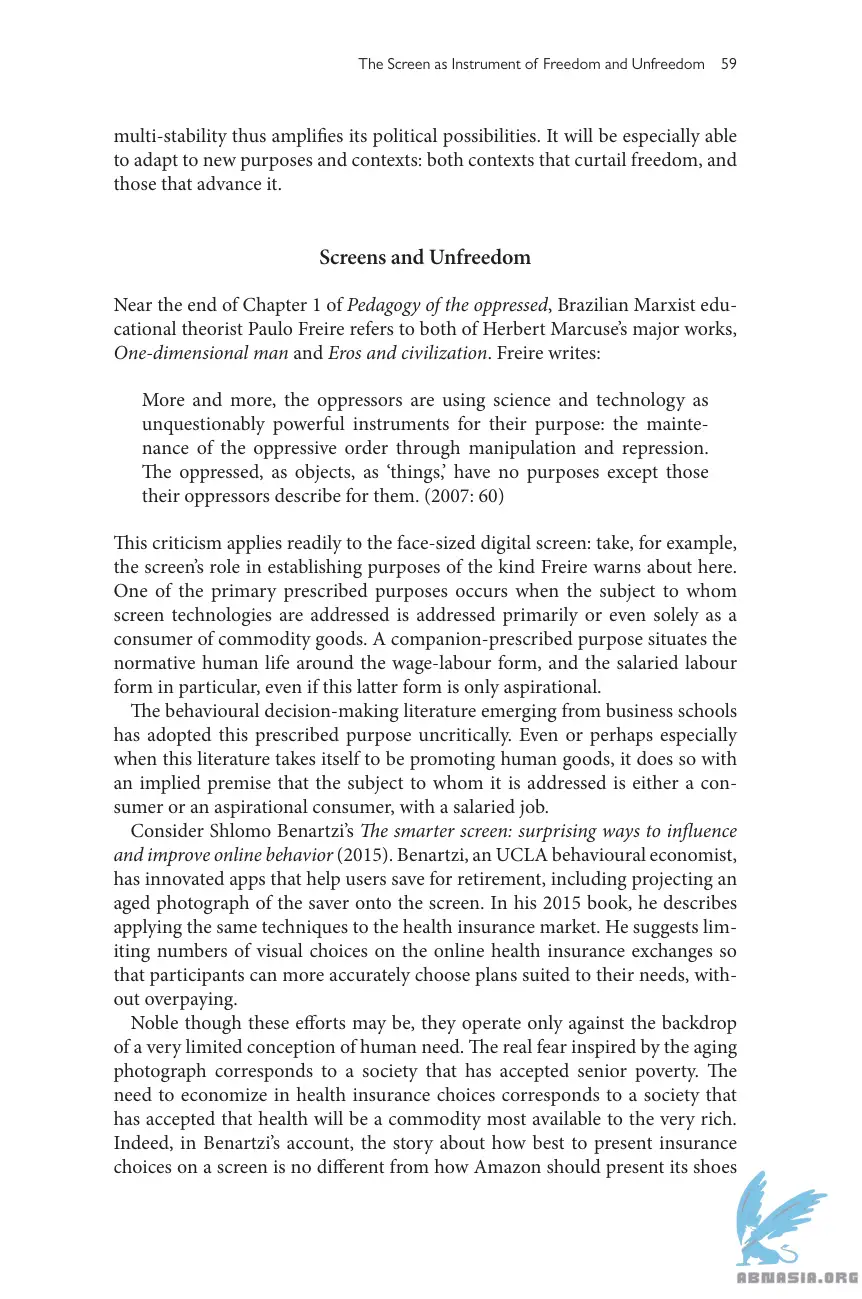 The Screen as Instrument of Freedom and Unfreedom 59
multi-stability thus amplifies its political possibilities. It will be especially able
to adapt to new purposes and contexts: both contexts that curtail freedom, and
those that advance it.
Screens and Unfreedom
Near the end of Chapter 1 of Pedagogy of the oppressed, Brazilian Marxist edu-
cational theorist Paulo Freire refers to both of Herbert Marcuse’s major works,
One-dimensional man and Eros and civilization. Freire writes:
More and more, the oppressors are using science and technology as
unquestionably powerful instruments for their purpose: the mainte-
nance of the oppressive order through manipulation and repression.
The oppressed, as objects, as ‘things,’ have no purposes except those
their oppressors describe for them. (2007: 60)
This criticism applies readily to the face-sized digital screen: take, for example,
the screen’s role in establishing purposes of the kind Freire warns about here.
One of the primary prescribed purposes occurs when the subject to whom
screen technologies are addressed is addressed primarily or even solely as a
consumer of commodity goods. A companion-prescribed purpose situates the
normative human life around the wage-labour form, and the salaried labour
form in particular, even if this latter form is only aspirational.
The behavioural decision-making literature emerging from business schools
has adopted this prescribed purpose uncritically. Even or perhaps especially
when this literature takes itself to be promoting human goods, it does so with
an implied premise that the subject to whom it is addressed is either a con-
sumer or an aspirational consumer, with a salaried job.
Consider Shlomo Benartzi’s The smarter screen: surprising ways to influence
and improve online behavior (2015). Benartzi, an UCLA behavioural economist,
has innovated apps that help users save for retirement, including projecting an
aged photograph of the saver onto the screen. In his 2015 book, he describes
applying the same techniques to the health insurance market. He suggests lim-
iting numbers of visual choices on the online health insurance exchanges so
that participants can more accurately choose plans suited to their needs, with-
out overpaying.
Noble though these efforts may be, they operate only against the backdrop
of a very limited conception of human need. The real fear inspired by the aging
photograph corresponds to a society that has accepted senior poverty. The
need to economize in health insurance choices corresponds to a society that
has accepted that health will be a commodity most available to the very rich.
Indeed, in Benartzi’s account, the story about how best to present insurance
choices on a screen is no different from how Amazon should present its shoes
ABNASIA.ORG